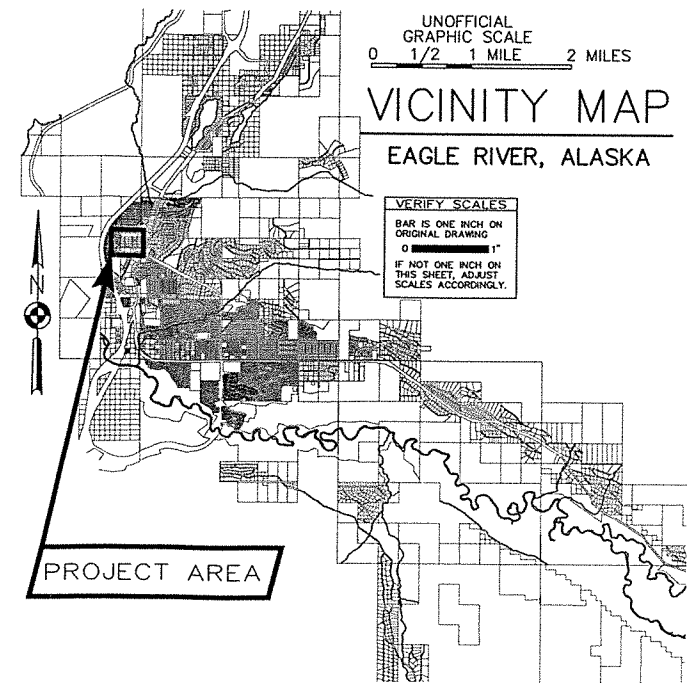 UNOFFICIAL
GRAPHIC SCALE
0 1/2 1 MILE 2 MILES
VICINITY MAP
EAGLE RIVER, ALASKA
VERIFY SCALES
BAR IS ONE INCH ON
ORIGINAL DRAWING
0 1"
IF NOT ONE INCH ON
THIS SHEET, ADJUST
SCALES ACCORDINGLY.
N
PROJECT AREA